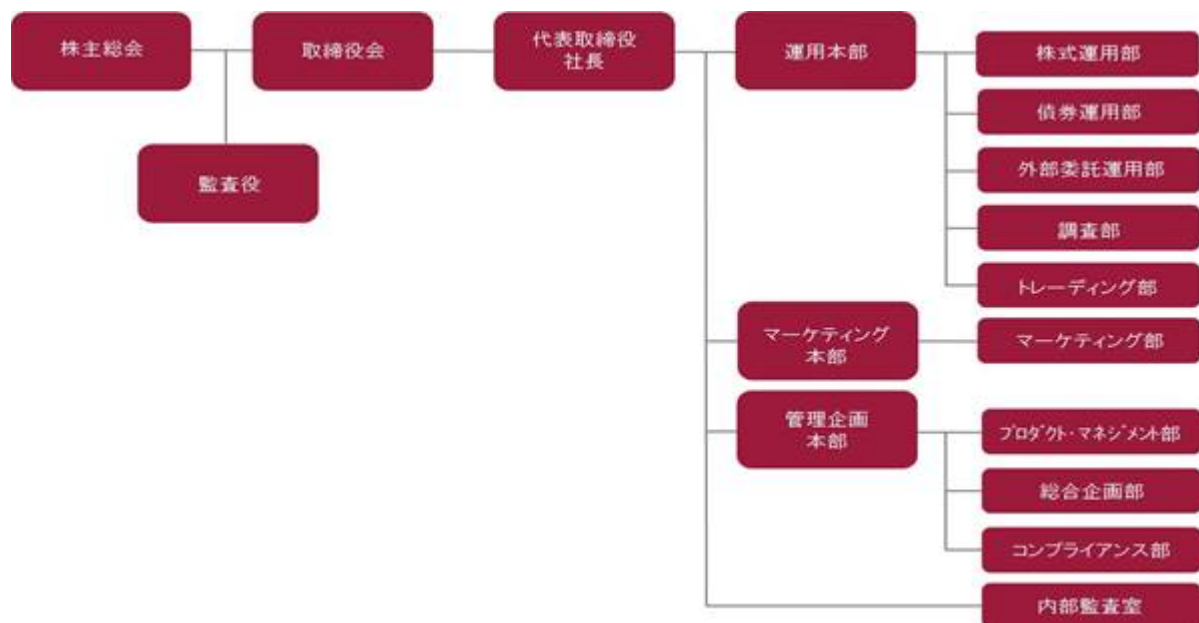 株主総会
取締役会
代表取締役
社長
運用本部
株式運用部
債券運用部
監査役
外部委託運用部
調査部
トレーディング部
マーケティング
本部
マーケティング部
管理企画
本部
プロダクト・マネジメント部
総合企画部
コンプライアンス部
内部監査室